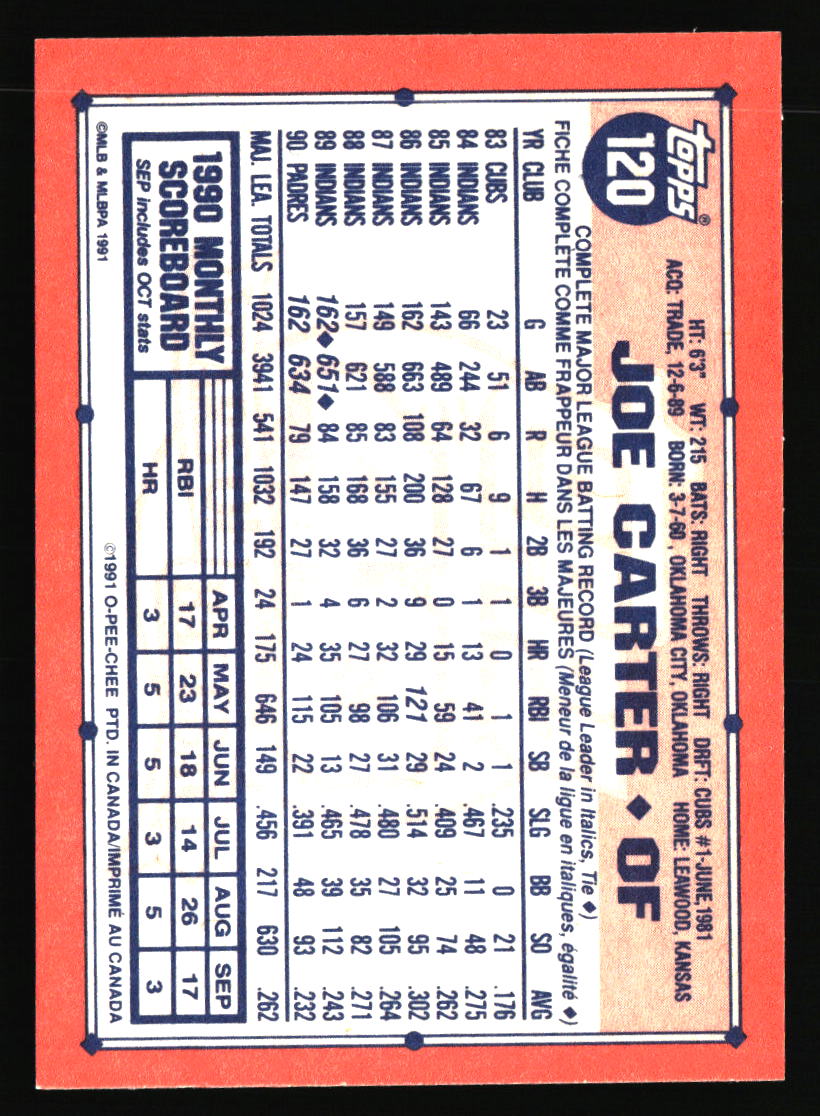 topps®
120
HT: 6'3" WT: 215 BATS: RIGHT THROWS: RIGHT DRFT: CUBS #1-JUNE, 1981
ACQ: TRADE, 12-6-89 BORN: 3-7-60, OKLAHOMA CITY, OKLAHOMA HOME: LEAWOOD, KANSAS
JOE CARTER ◆ OF
COMPLETE MAJOR LEAGUE BATTING RECORD (League Leader in Italics, Tie ◆)
FICHE COMPLÈTE COMME FRAPPEUR DANS LES MAJEURES (Meneur de la ligue en italiques, égalité ◆)
YR CLUB G AB R H 2B 3B HR RBI SB SLG BB SO AVG
83 CUBS 23 51 6 9 1 1 0 1 1 .235 0 21 .176
84 INDIANS 66 244 32 67 6 1 13 41 2 .467 11 48 .275
85 INDIANS 143 489 64 128 27 0 15 59 24 .409 25 74 .262
86 INDIANS 162 663 108 200 36 9 29 121 29 .514 32 95 .302
87 INDIANS 149 588 83 155 27 2 32 106 31 .480 27 105 .264
88 INDIANS 157 621 85 168 36 6 27 98 27 .478 35 82 .271
89 INDIANS 162◆ 651◆ 84 158 32 4 35 105 13 .465 39 112 .243
90 PADRES 162 634 79 147 27 1 24 115 22 .391 48 93 .232
MAJ. LEA. TOTALS 1024 3941 541 1032 192 24 175 646 149 .456 217 630 .262
1990 MONTHLY
SCOREBOARD
SEP includes OCT stats
APR MAY JUN JUL AUG SEP
RBI 17 23 18 14 26 17
HR 3 5 5 3 5 3
©MLB & MLBPA 1991
©1991 O-PEE-CHEE PTD. IN CANADA/IMPRIMÉ AU CANADA